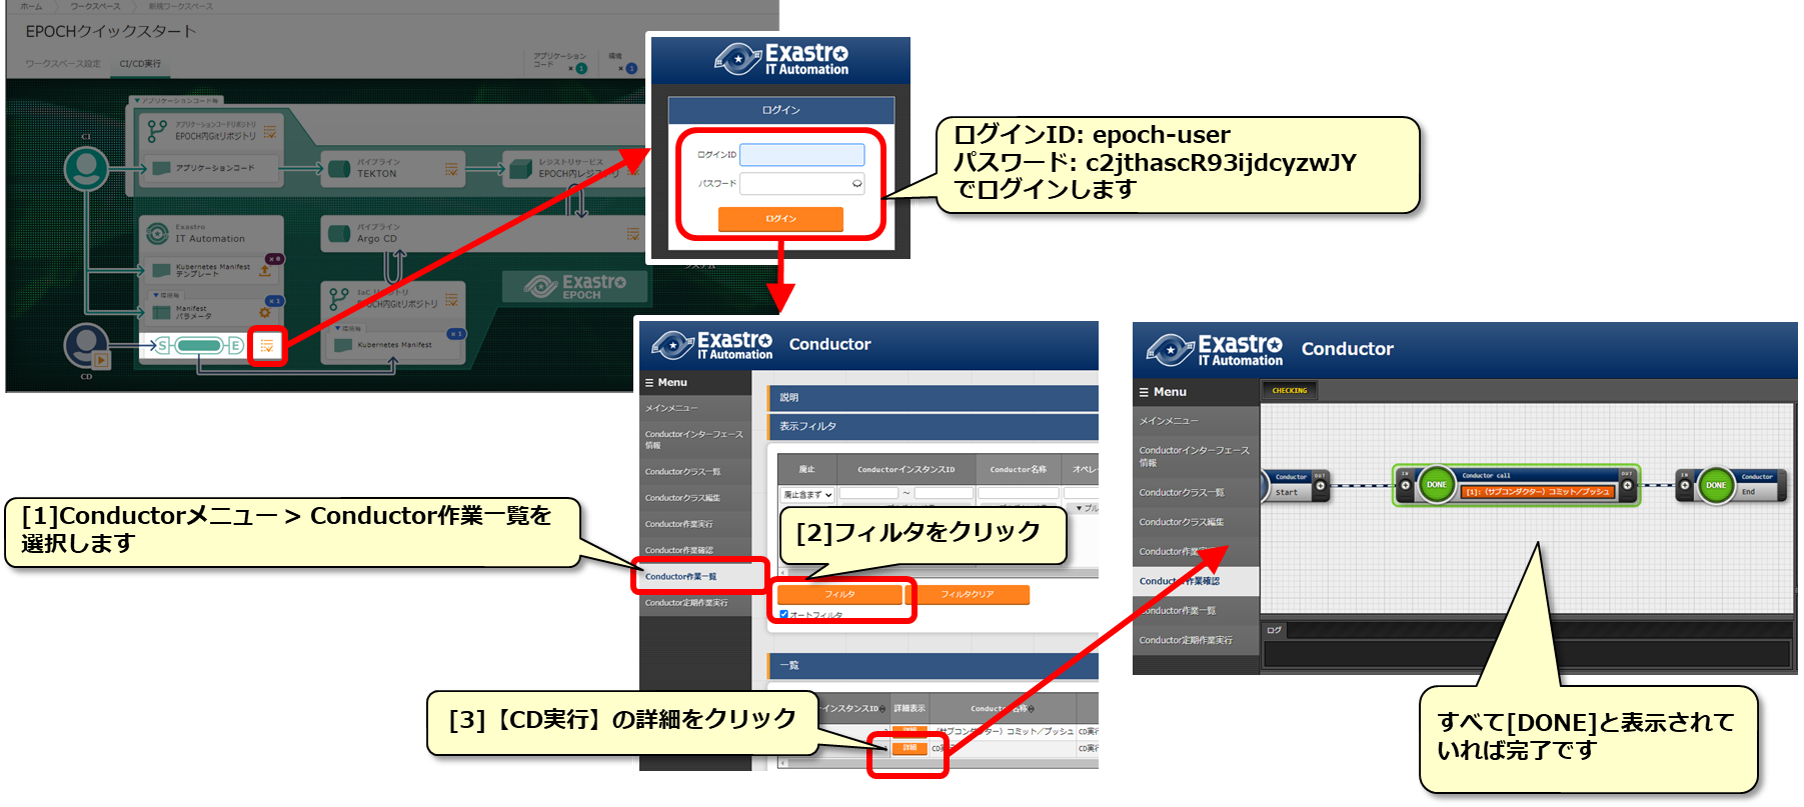 ホーム
ワークスペース
新規ワークスペース
EPOCHクイックスタート
ワークスペース設定
CI/CD実行
アプリケーション
コード
×
1
環境
×
1
▼アプリケーションコード毎
アプリケーションコードリポジトリ
EPOCH内Gitリポジトリ
アプリケーションコード
パイプライン
TEKTON
レジストリサービス
EPOCH内レジストリ
CI
Exastro
IT Automation
Kubernetes Manifest
テンプレート
▼環境毎
×1
Manifest
パラメータ
S
E
CD
パイプライン
Argo CD
IaC リポジトリ
EPOCH内Gitリポジトリ
▼環境毎
×1
Kubernetes Manifest
Exastro
EPOCH
システム
Exastro
IT Automation
ログイン
ログインID
パスワード
ログイン
ログインID: epoch-user
パスワード: c2jthascR93ijdcyzwJY
でログインします
Exastro
IT Automation
Conductor
Menu
メインメニュー
Conductorインターフェース
情報
Conductorクラス一覧
Conductorクラス編集
Conductor作業実行
Conductor作業確認
Conductor作業一覧
Conductor定期作業実行
説明
表示フィルタ
廃止
ConductorインスタンスID
Conductor名称
オペレー
廃止含まず
～
▼プル
フィルタ
フィルタクリア
オートフィルタ
一覧
インスタンスID
詳細表示
Conductor名称
(サブコンダクター) コミット／プッシュ
CD実行
詳細
CD実
CD実行
[1]Conductorメニュー > Conductor作業一覧を
選択します
[2]フィルタをクリック
[3]【CD実行】の詳細をクリック
Exastro
IT Automation
Conductor
Menu
メインメニュー
Conductorインターフェース
情報
Conductorクラス一覧
Conductorクラス編集
Conductor作業実行
Conductor作業確認
Conductor作業一覧
Conductor定期作業実行
CHECKING
Conductor
Start
OUT
IN
DONE
Conductor call
[1]: (サブコンダクター) コミット／プッシュ
OUT
IN
DONE
Conductor
End
ログ
すべて[DONE]と表示されて
いれば完了です